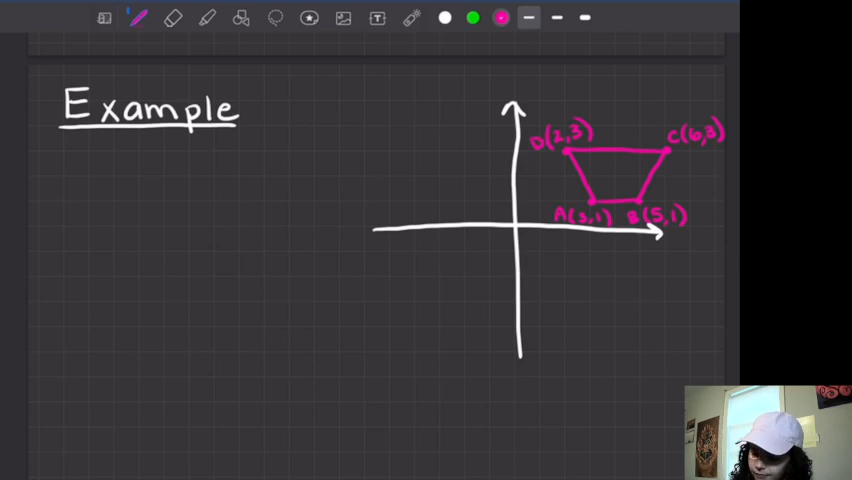 Example
D(2,3)
C(6,3)
A(3,1)
B(5,1)